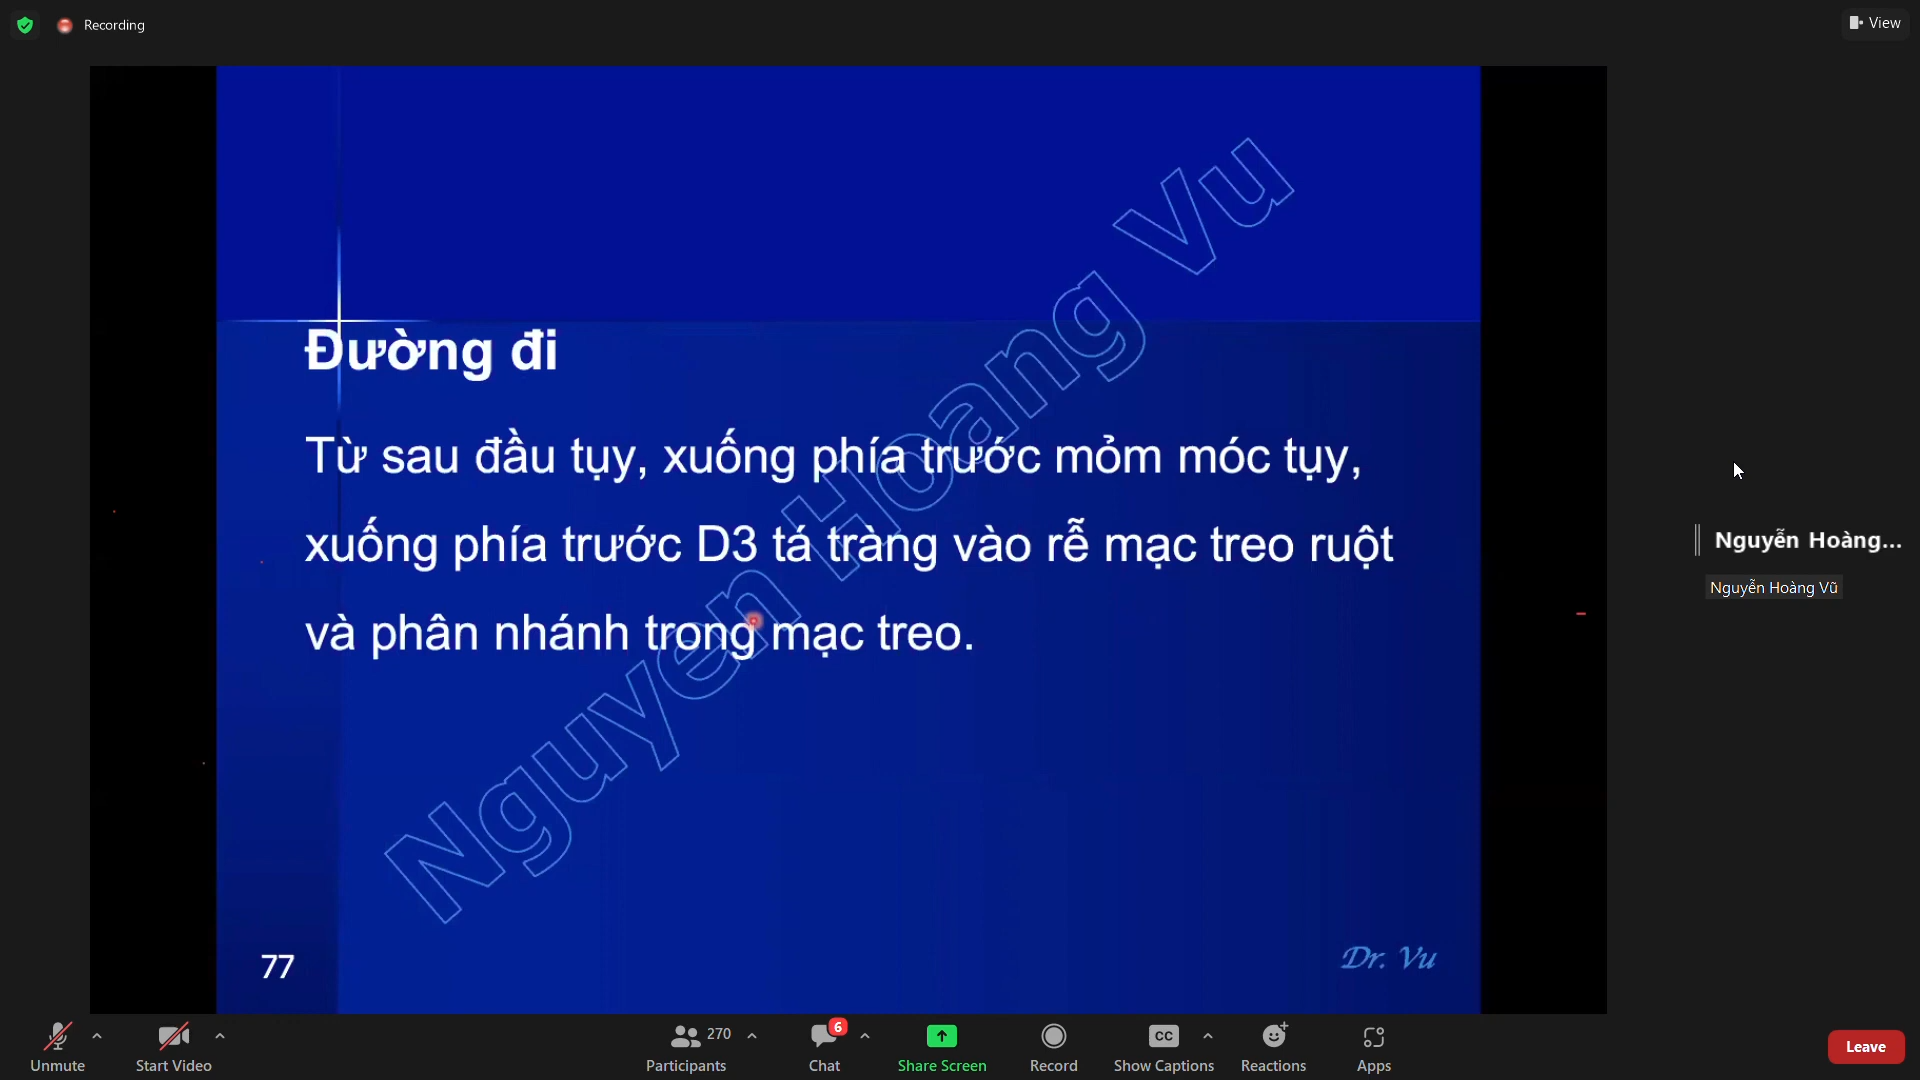 Recording
View
Nguyen Hoang Vu
Đường đi
Từ sau đầu tụy, xuống phía trước mỏm móc tụy,
xuống phía trước D3 tá tràng vào rễ mạc treo ruột
và phân nhánh trong mạc treo.
77
Dr. Vu
Nguyễn Hoàng...
Nguyễn Hoàng Vũ
Unmute
Start Video
270
Participants
6
Chat
Share Screen
Record
CC
Show Captions
Reactions
Apps
Leave